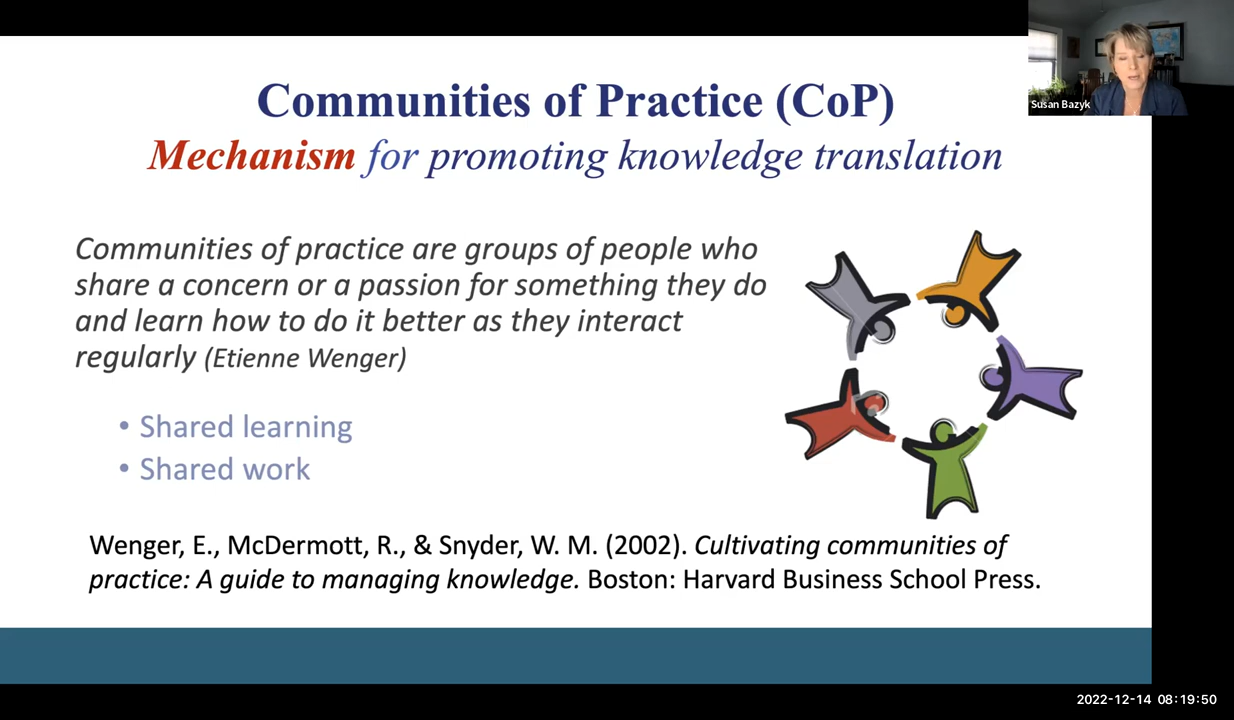 Communities of Practice (CoP)
Mechanism for promoting knowledge translation
Susan Bazyk
Communities of practice are groups of people who
share a concern or a passion for something they do
and learn how to do it better as they interact
regularly (Etienne Wenger)
• Shared learning
• Shared work
Wenger, E., McDermott, R., & Snyder, W. M. (2002). Cultivating communities of
practice: A guide to managing knowledge. Boston: Harvard Business School Press.
2022-12-14 08:19:50